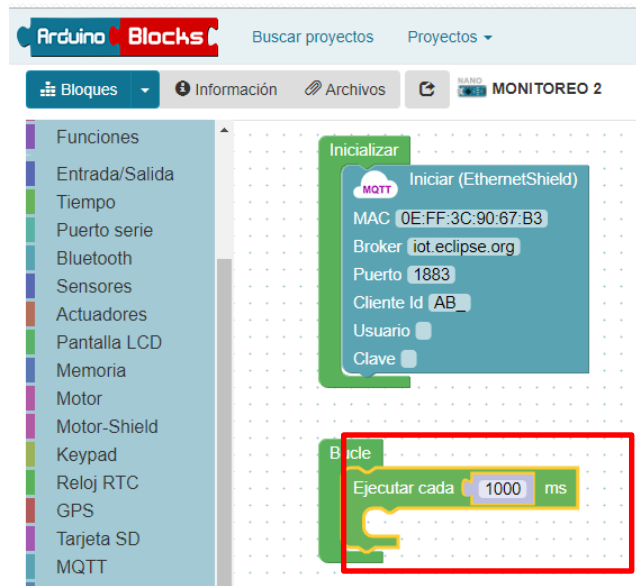 Arduino Blocks
Buscar proyectos
Proyectos
Bloques
Información
Archivos
NANO
MONITOREO 2
Funciones
Entrada/Salida
Tiempo
Puerto serie
Bluetooth
Sensores
Actuadores
Pantalla LCD
Memoria
Motor
Motor-Shield
Keypad
Reloj RTC
GPS
Tarjeta SD
MQTT
Inicializar
MQTT Iniciar (EthernetShield)
MAC 0E:FF:3C:90:67:B3
Broker iot.eclipse.org
Puerto 1883
Cliente Id AB_
Usuario
Clave
Bucle
Ejecutar cada 1000 ms